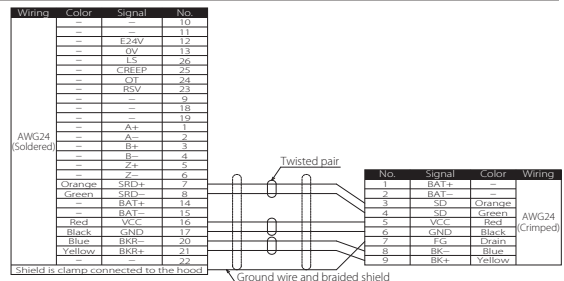 Wiring Color Signal No.
– – 10
– – 11
– E24V 12
– 0V 13
– LS 26
– CREEP 25
– OT 24
– RSV 23
– – 9
– – 18
– – 19
– A+ 1
AWG24 (Soldered)
– A− 2
– B+ 3
– B− 4
– Z+ 5
– Z− 6
Orange SRD+ 7
Green SRD− 8
– BAT+ 14
– BAT− 15
Red VCC 16
Black GND 17
Blue BKR− 20
Yellow BKR+ 21
– – 22
Shield is clamp connected to the hood
Twisted pair
Ground wire and braided shield
No. Signal Color Wiring
1 BAT+ –
2 BAT− –
3 SD Orange
4 SD Green
AWG24 (Crimped)
5 VCC Red
6 GND Black
7 FG Drain
8 BK− Blue
9 BK+ Yellow